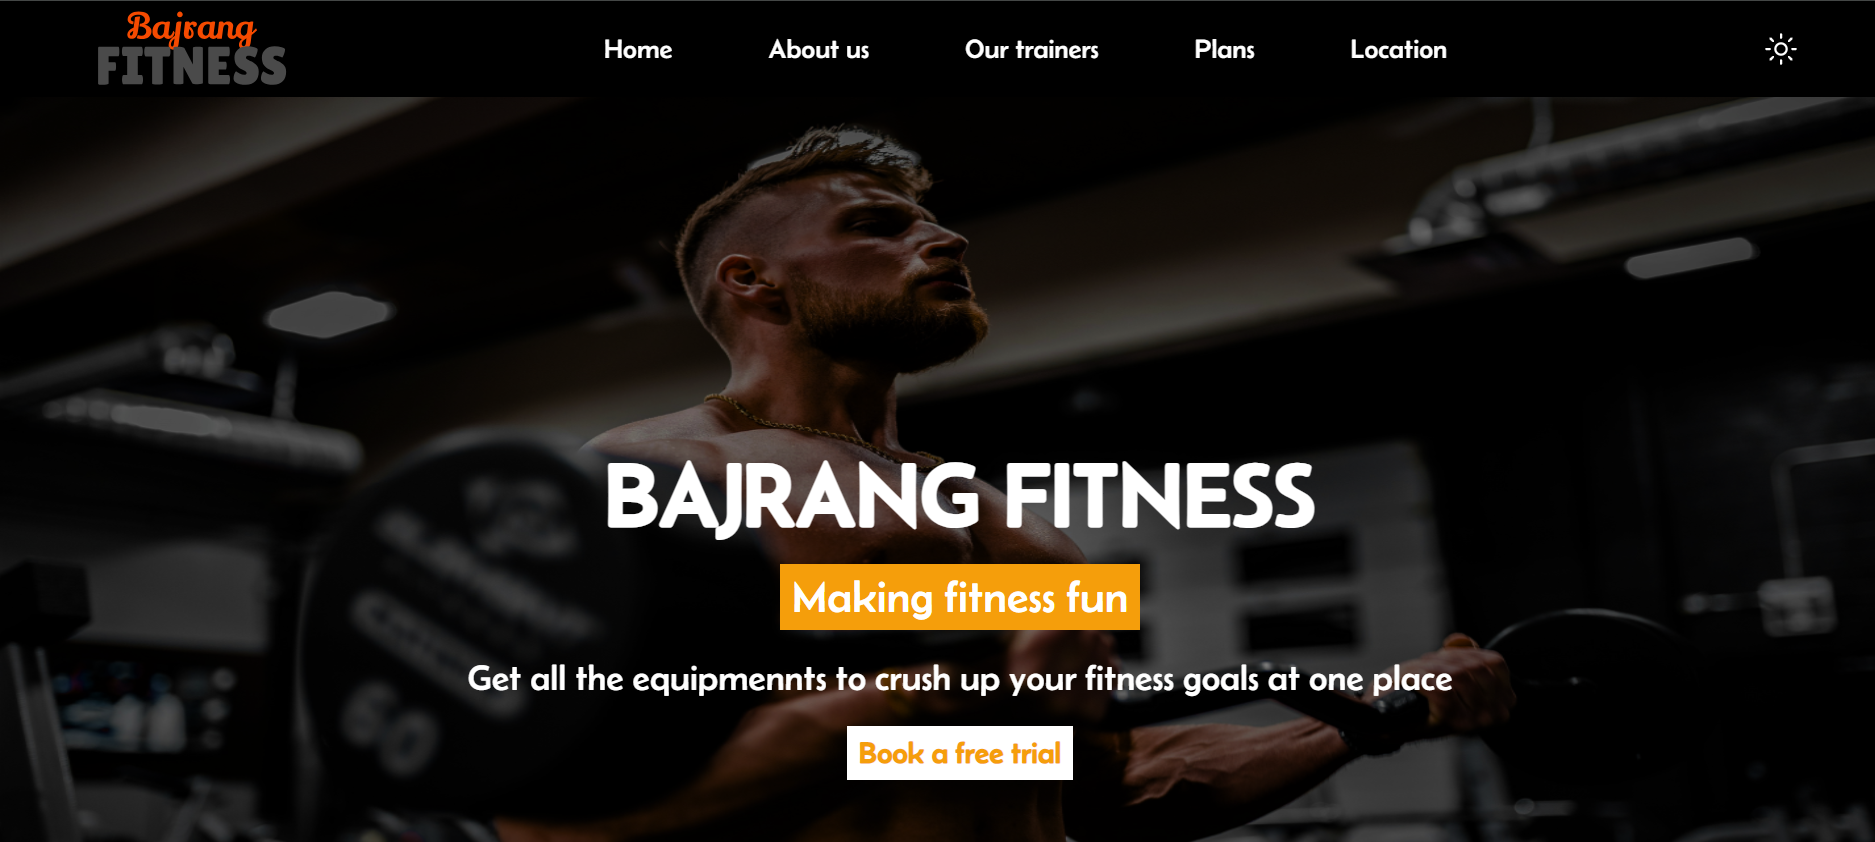 Bajrang
FITNESS
Home
About us
Our trainers
Plans
Location
BAJRANG FITNESS
Making fitness fun
Get all the equipmennts to crush up your fitness goals at one place
Book a free trial
60